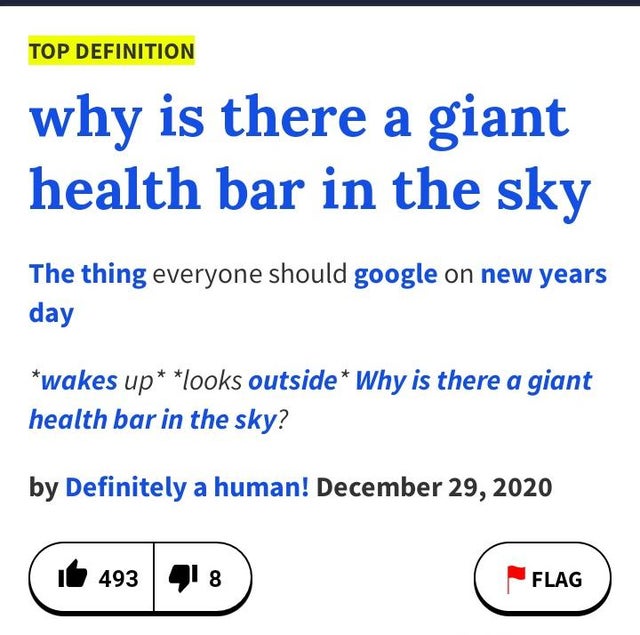 TOP DEFINITION
why is there a giant
health bar in the sky
The thing everyone should google on new years
day
*wakes up* *looks outside* Why is there a giant
health bar in the sky?
by Definitely a human! December 29, 2020
493 8 FLAG